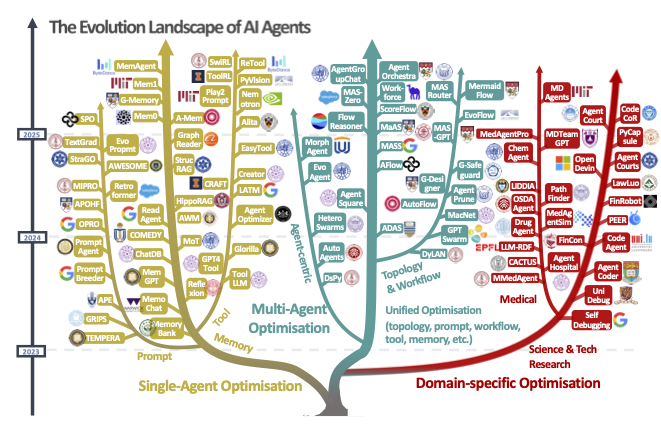 The Evolution Landscape of AI Agents
2025
2024
2023
MemAgent
Mem1
G-Memory
Mem0
SPO
TextGrad
StraGO
MIPRO
APOHF
OPRO
Prompt
Agent
Prompt
Breeder
APE
GRIPS
TEMPERA
Evo
Proprnt
AWESOME
Retro
former
Read
Agent
COMEDY
ChatDB
Mem
GPT
Memo
Chat
Memory
Bank
SwiRL
ToolRL
Play2
Prompt
A-Mem
Graph
Reader
Struc
RAG
CRAFT
HippoRAG
AWM
MoT
GPT4
Tool
Refle
xion
ReTool
PyVision
Nem
otron
Alita
EasyTool
Creator
LATM
Agent
Optimizer
Gorilla
Tool
LLM
Prompt
Memory
Tool
Single-Agent Optimisation
AgentGro
upChat
MAS-
Zero
Flow
Reasoner
Morph
Agent
Evo
Agent
Agent
Square
Hetero
Swarms
Auto
Agents
DsPy
Agent
Orchestra
Work-
force
ScoreFlow
MaAS
MASS
AFlow
AutoFlow
ADAS
MAS
Router
MAS
-GPT
G-Desi
gner
Mermaid
Flow
EvoFlow
G-Safe
guard
Agent
Prune
MacNet
GPT
Swarm
DyLAN
Agent-centric
Topology
& Workflow
Multi-Agent
Optimisation
Unified Optimisation
(topology, prompt, workflow,
tool, memory, etc.)
MD
Agents
MedAgentPro
MDTeam
GPT
Chem
Agent
LIDDIA
OSDA
Agent
Drug
Agent
LLM-RDF
CACTUS
MMedAgent
Path
Finder
MedAg
entSim
FinCon
Agent
Hospital
Agent
Court
Open
Devin
Code
CoR
PyCap
sule
Agent
Courts
LawLuo
FinRobot
PEER
Code
Agent
Agent
Coder
Uni
Debug
Self
Debugging
Medical
Science & Tech
Research
Domain-specific Optimisation